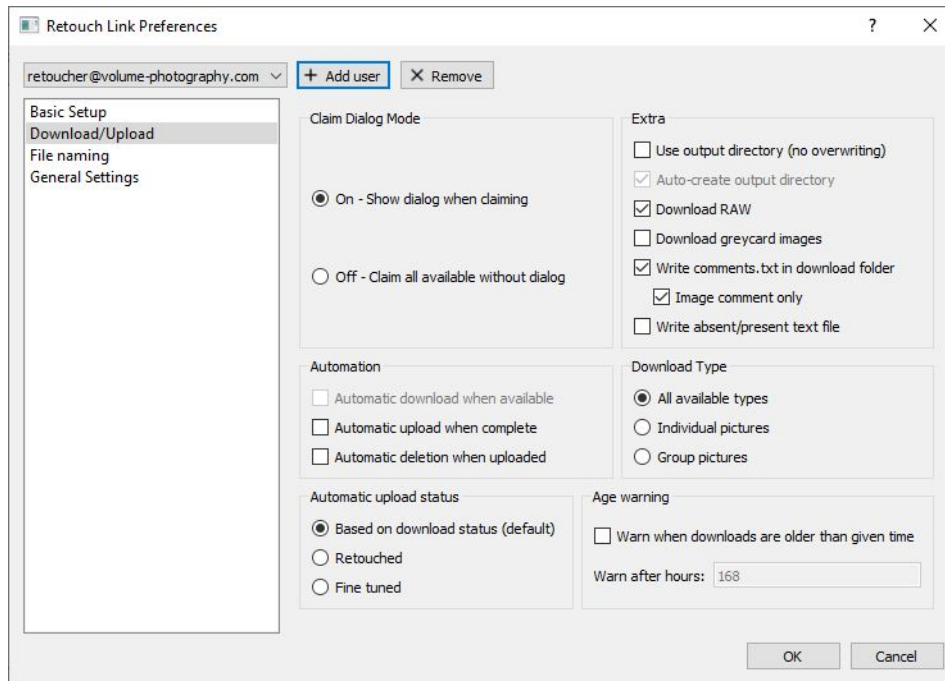 Retouch Link Preferences
?
retoucher@volume-photography.com
Add user
Remove
Basic Setup
Download/Upload
File naming
General Settings
Claim Dialog Mode
On - Show dialog when claiming
Off - Claim all available without dialog
Extra
Use output directory (no overwriting)
Auto-create output directory
Download RAW
Download greycard images
Write comments.txt in download folder
Image comment only
Write absent/present text file
Automation
Automatic download when available
Automatic upload when complete
Automatic deletion when uploaded
Download Type
All available types
Individual pictures
Group pictures
Automatic upload status
Based on download status (default)
Retouched
Fine tuned
Age warning
Warn when downloads are older than given time
Warn after hours: 168
OK
Cancel